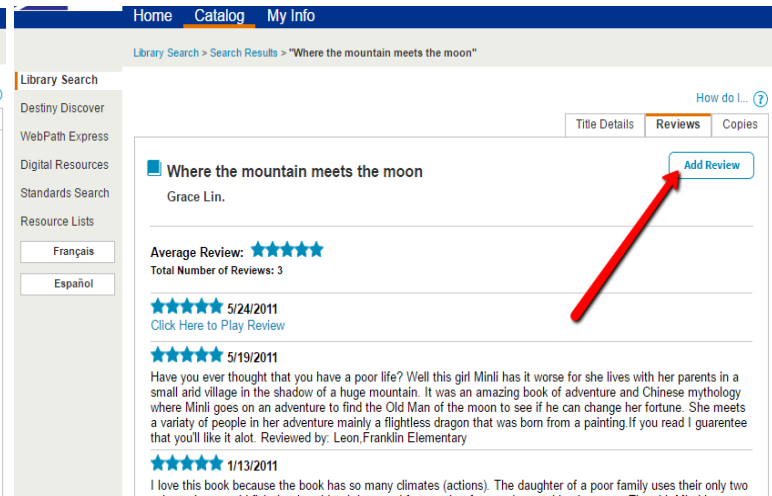 Home Catalog My Info
Library Search > Search Results > "Where the mountain meets the moon"
Library Search
Destiny Discover
WebPath Express
Digital Resources
Standards Search
Resource Lists
Français
Español
How do I... ?
Title Details Reviews Copies
Where the mountain meets the moon
Add Review
Grace Lin.
Average Review:
Total Number of Reviews: 3
5/24/2011
Click Here to Play Review
5/19/2011
Have you ever thought that you have a poor life? Well this girl Minli has it worse for she lives with her parents in a
small arid village in the shadow of a huge mountain. It was an amazing book of adventure and Chinese mythology
where Minli goes on an adventure to find the Old Man of the moon to see if he can change her fortune. She meets
a variaty of people in her adventure mainly a flightless dragon that was born from a painting.If you read I guarentee
that you'll like it alot. Reviewed by: Leon,Franklin Elementary
1/13/2011
I love this book because the book has so many climates (actions). The daughter of a poor family uses their only two